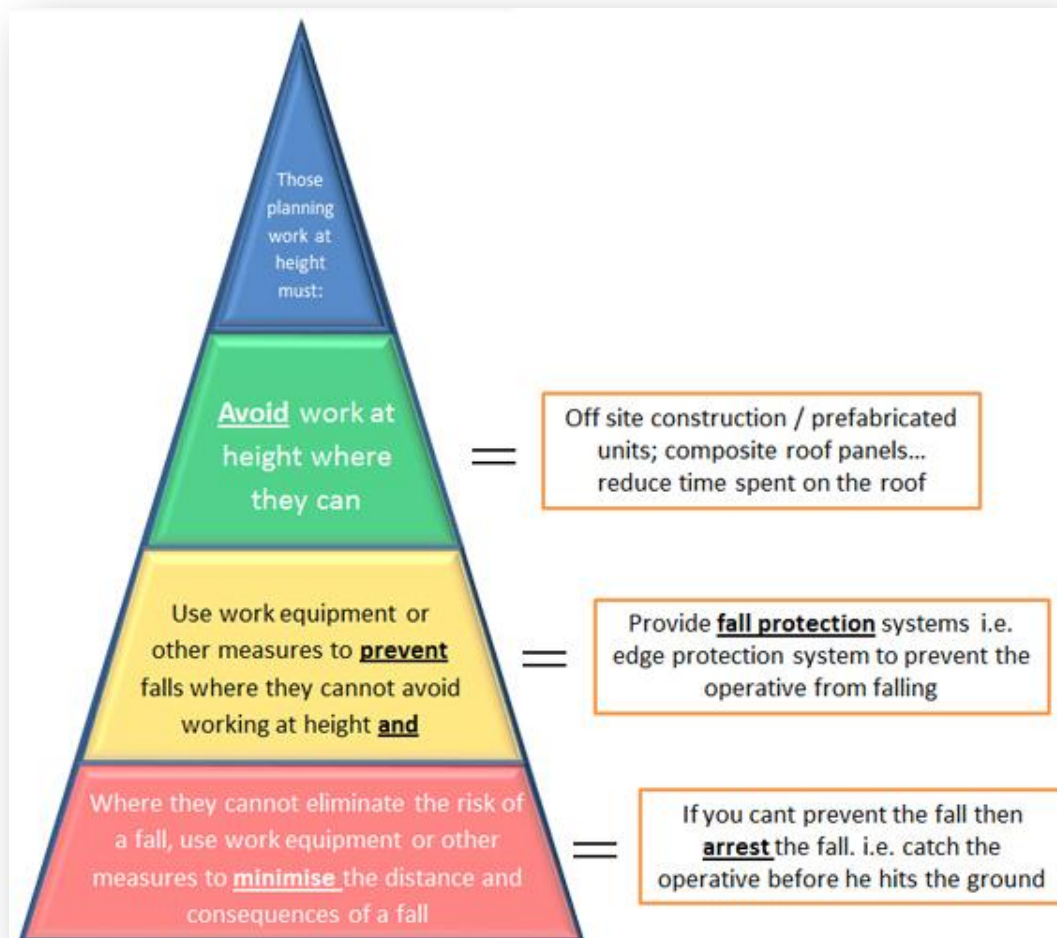 Those
planning
work at
height
must:
Avoid work at
height where
they can
=
Off site construction / prefabricated
units; composite roof panels...
reduce time spent on the roof
Use work equipment or
other measures to prevent
falls where they cannot avoid
working at height and
=
Provide fall protection systems i.e.
edge protection system to prevent the
operative from falling
Where they cannot eliminate the risk of
a fall, use work equipment or other
measures to minimise the distance and
consequences of a fall
=
If you cant prevent the fall then
arrest the fall. i.e. catch the
operative before he hits the ground